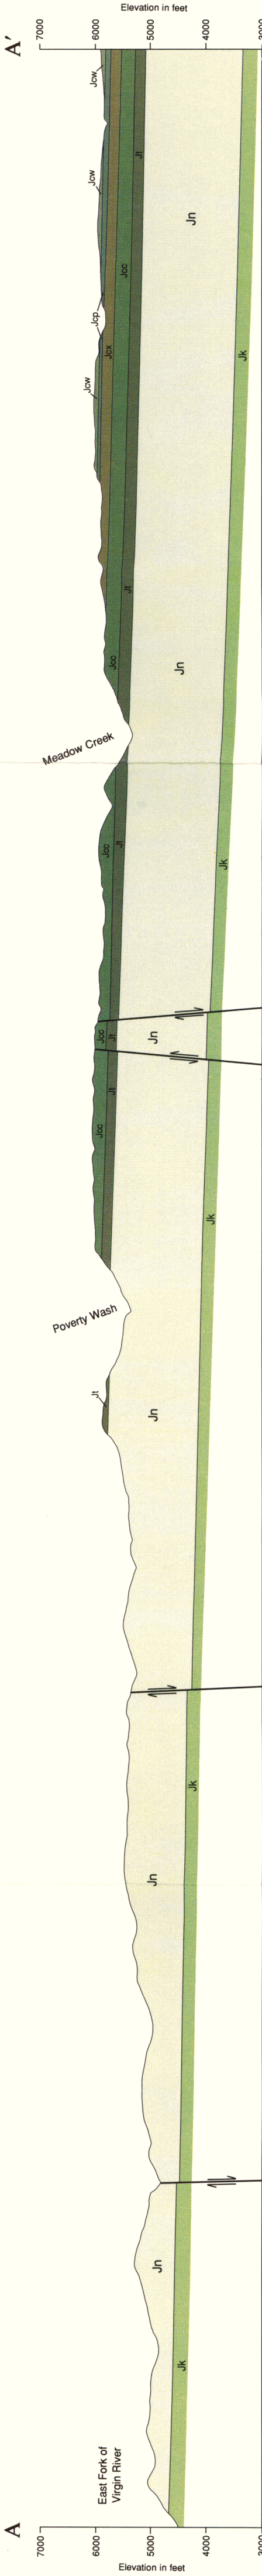 A
A′
Elevation in feet
7000
6000
5000
4000
3000
East Fork of
Virgin River
Jn
Jk
Jn
Jk
Jt
Jn
Poverty Wash
Jk
Jcc
Jt
Jcc
Jt
Jn
Jcc
Jt
Jk
Meadow Creek
Jcc
Jt
Jn
Jcw
Jcp
Jcx
Jk
Jcc
Jcw
Jt
Jn
Jcw
Elevation in feet
7000
6000
5000
4000
3000